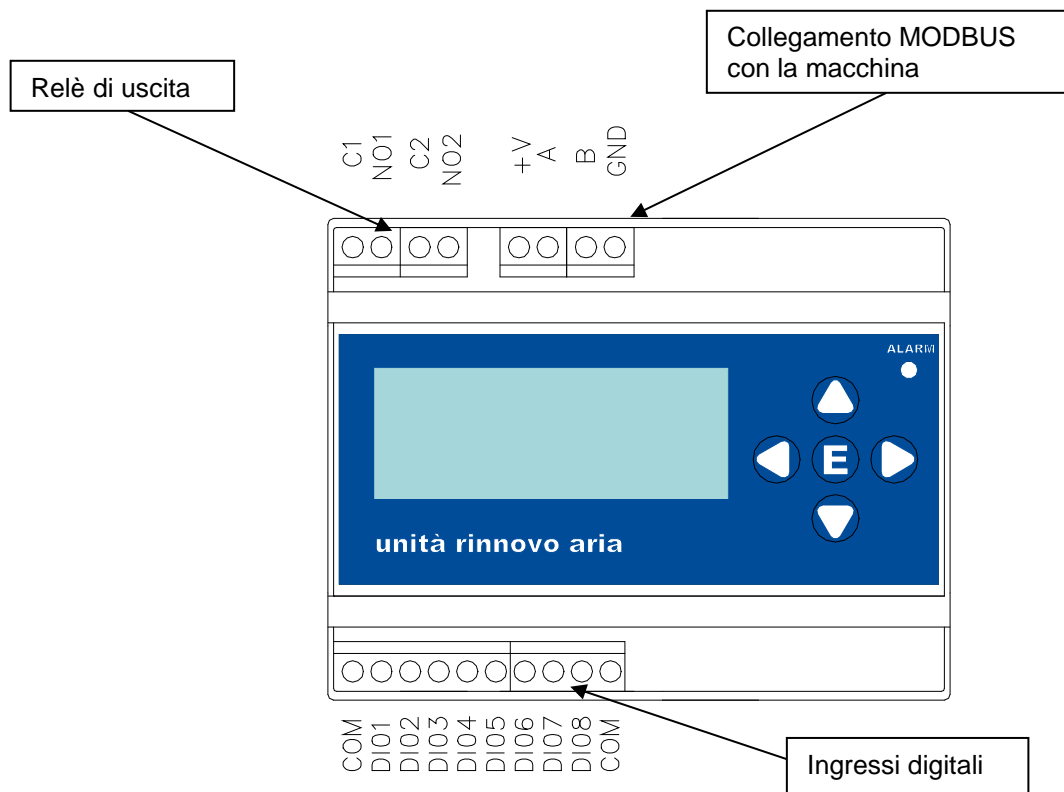 Collegamento MODBUS
con la macchina
Relè di uscita
C1
NO1
C2
NO2
+V
A
B
GND
ALARM
E
unità rinnovo aria
COM
DI01
DI02
DI03
DI04
DI05
DI06
DI07
DI08
COM
Ingressi digitali